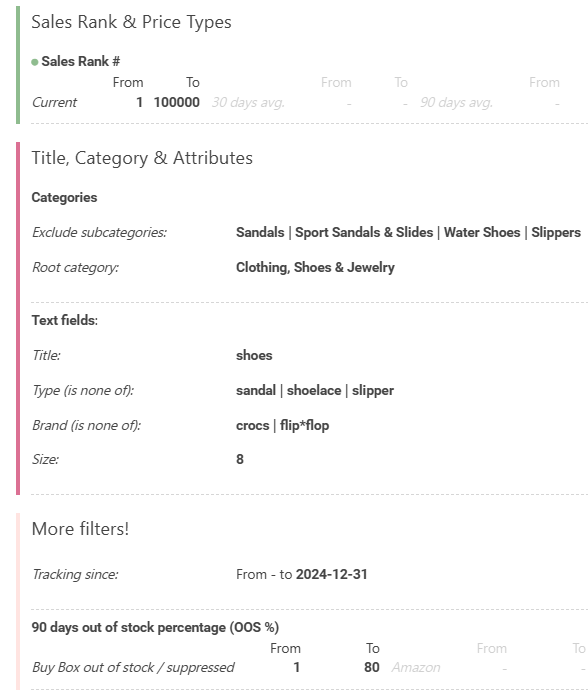 Sales Rank & Price Types
Sales Rank #
From To From To From
Current 1 100000 30 days avg. - - 90 days avg. -
Title, Category & Attributes
Categories
Exclude subcategories: Sandals | Sport Sandals & Slides | Water Shoes | Slippers
Root category: Clothing, Shoes & Jewelry
Text fields:
Title: shoes
Type (is none of): sandal | shoelace | slipper
Brand (is none of): crocs | flip*flop
Size: 8
More filters!
Tracking since: From - to 2024-12-31
90 days out of stock percentage (OOS %)
From To From To
Buy Box out of stock / suppressed 1 80 Amazon - -